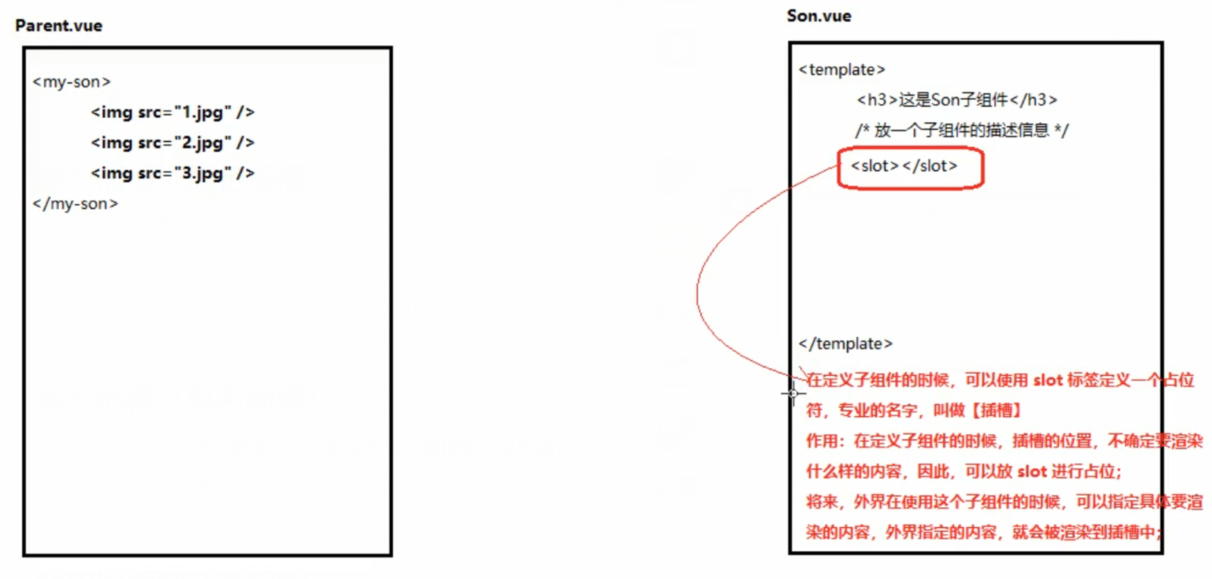 Parent.vue
<my-son>
<img src="1.jpg" />
<img src="2.jpg" />
<img src="3.jpg" />
</my-son>
Son.vue
<template>
<h3>这是Son子组件</h3>
/* 放一个子组件的描述信息 */
<slot></slot>
</template>
在定义子组件的时候，可以使用 slot 标签定义一个占位
符，专业的名字，叫做【插槽】
作用：在定义子组件的时候，插槽的位置，不确定要渲染
什么样的内容，因此，可以放 slot 进行占位；
将来，外界在使用这个子组件的时候，可以指定具体要渲
染的内容，外界指定的内容，就会被渲染到插槽中；